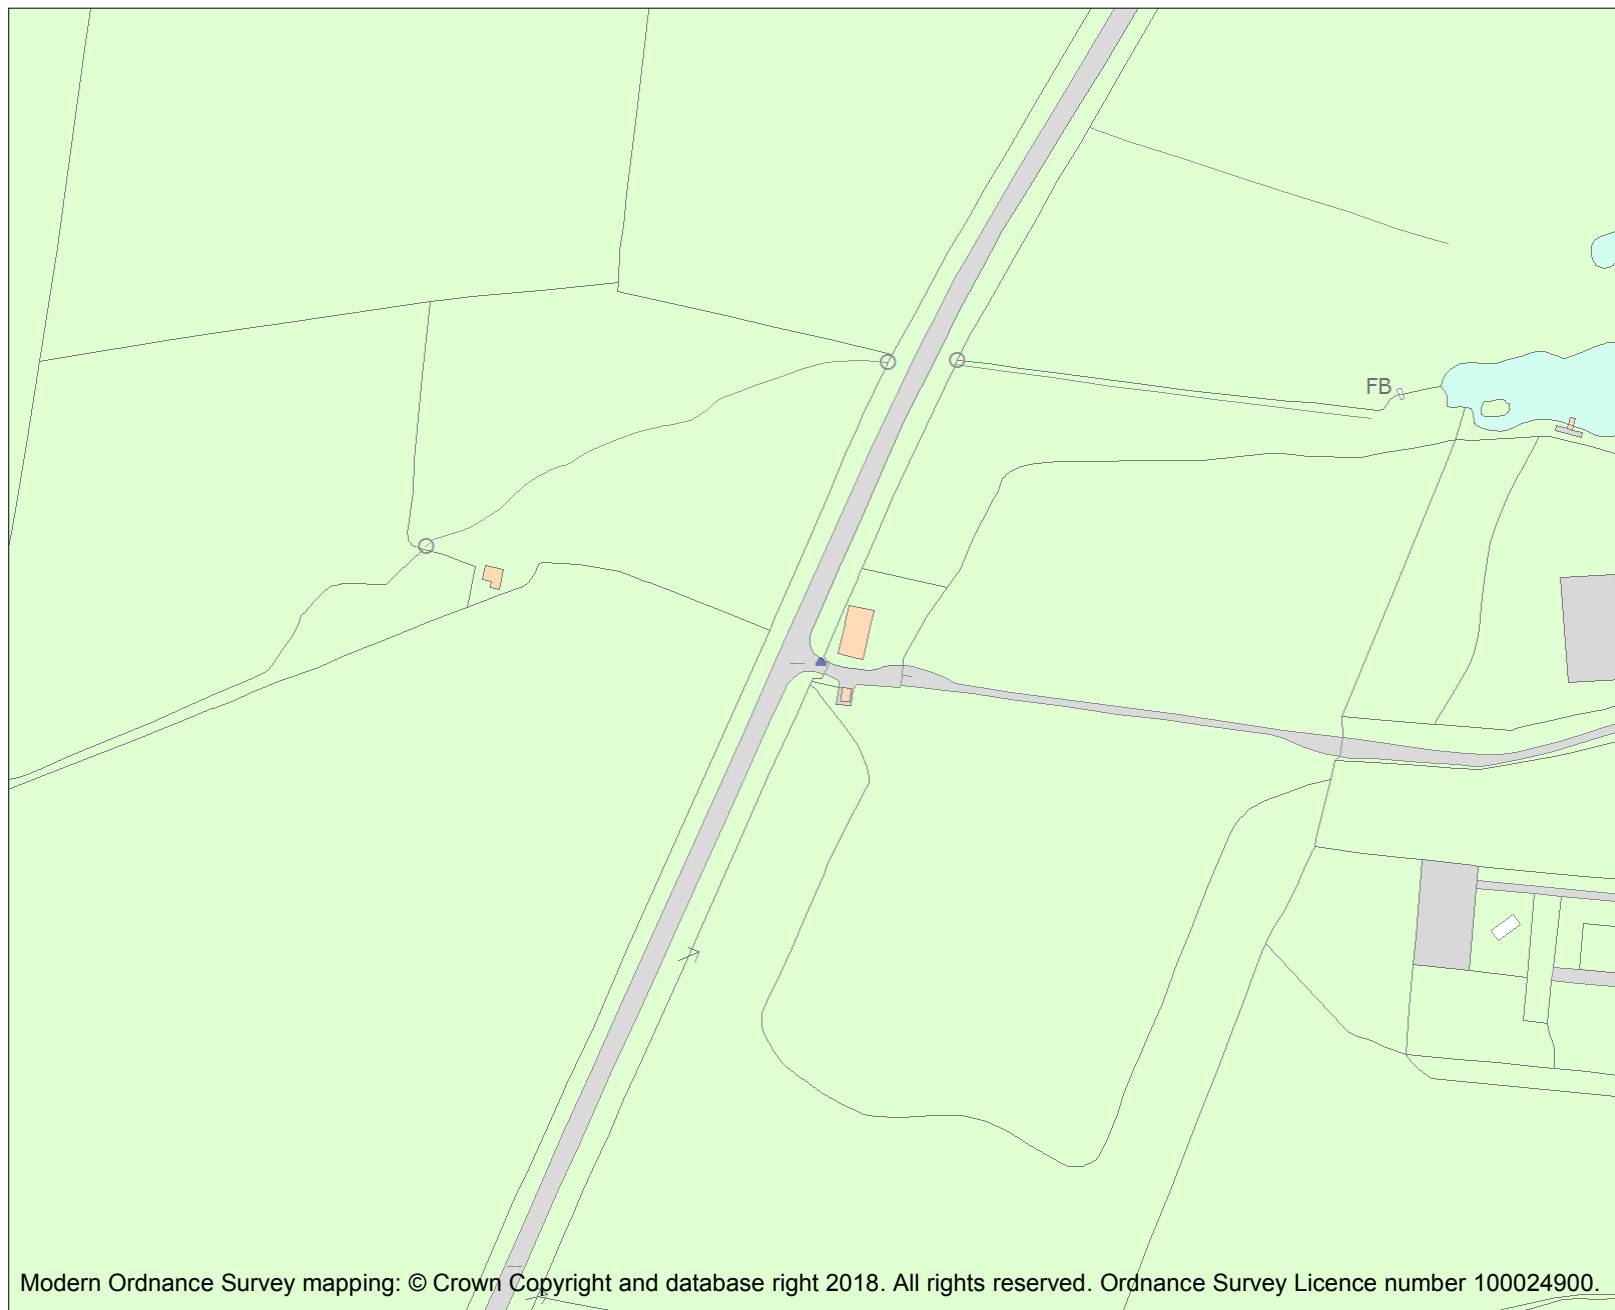 FB
Modern Ordnance Survey mapping: © Crown Copyright and database right 2018. All rights reserved. Ordnance Survey Licence number 100024900.